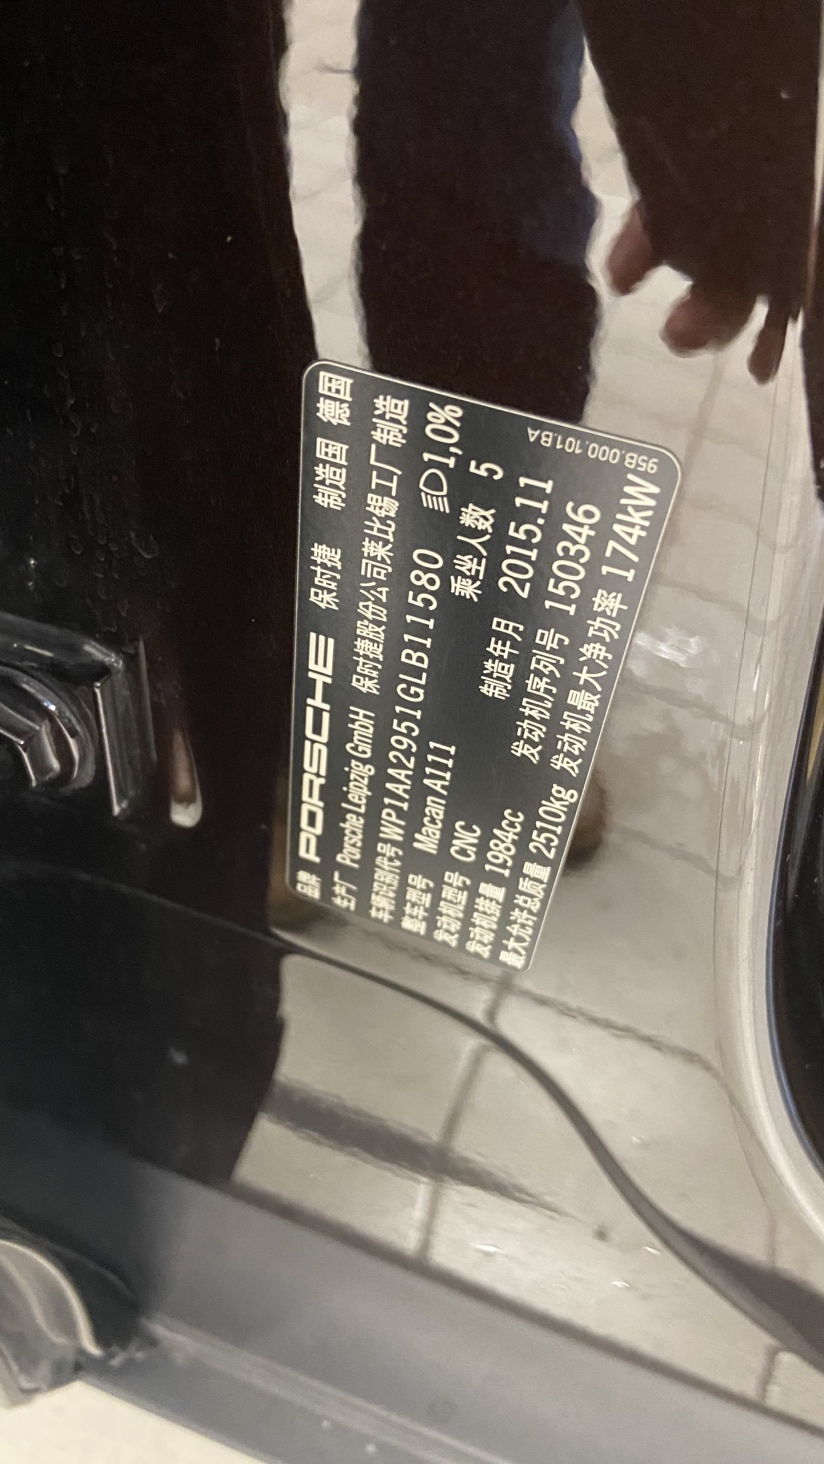 品牌 PORSCHE 保时捷 制造国 德国
生产厂 Porsche Leipzig GmbH 保时捷股份公司莱比锡工厂制造
车辆识别代号 WP1AA2951GLB11580 1,0%
整车型号 Macan A111 乘坐人数 5
发动机型号 CNC 制造年月 2015.11
发动机排量 1984cc 发动机序列号 150346
最大允许总质量 2510kg 发动机最大净功率 174kW
95B.000.101.BA